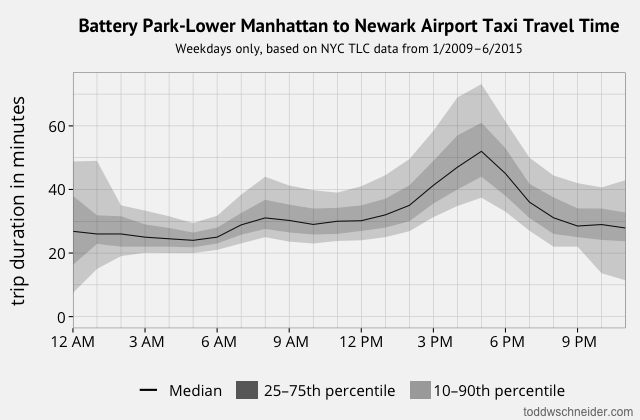 Battery Park-Lower Manhattan to Newark Airport Taxi Travel Time
Weekdays only, based on NYC TLC data from 1/2009–6/2015
trip duration in minutes
60
40
20
0
12 AM 3 AM 6 AM 9 AM 12 PM 3 PM 6 PM 9 PM
Median 25–75th percentile 10–90th percentile
toddwschneider.com